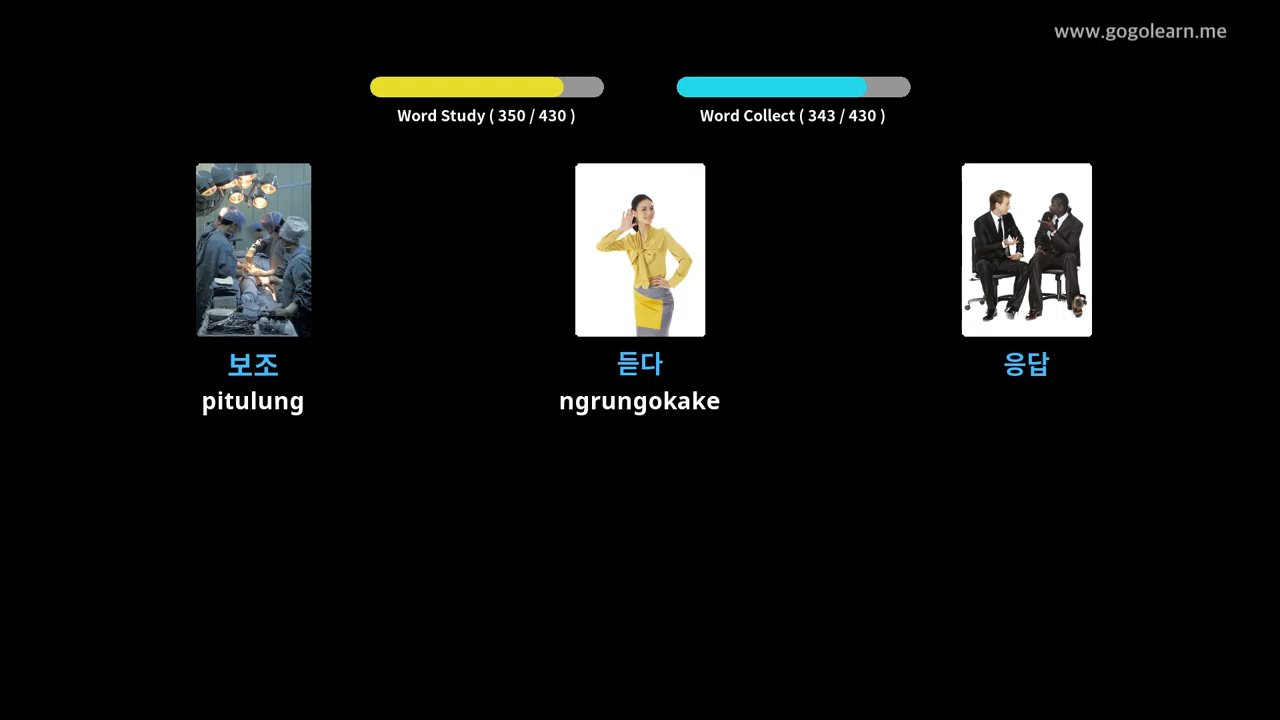 www.gogolearn.me
Word Study ( 350 / 430 )
Word Collect ( 343 / 430 )
보조
듣다
응답
pitulung
ngrungokake